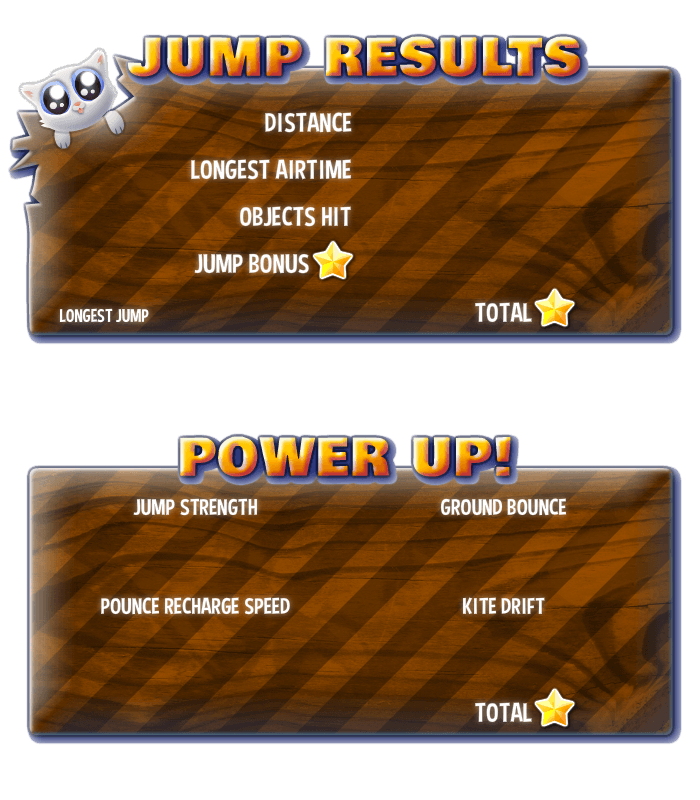 JUMP RESULTS
DISTANCE
LONGEST AIRTIME
OBJECTS HIT
JUMP BONUS
LONGEST JUMP
TOTAL
POWER UP!
JUMP STRENGTH
GROUND BOUNCE
POUNCE RECHARGE SPEED
KITE DRIFT
TOTAL